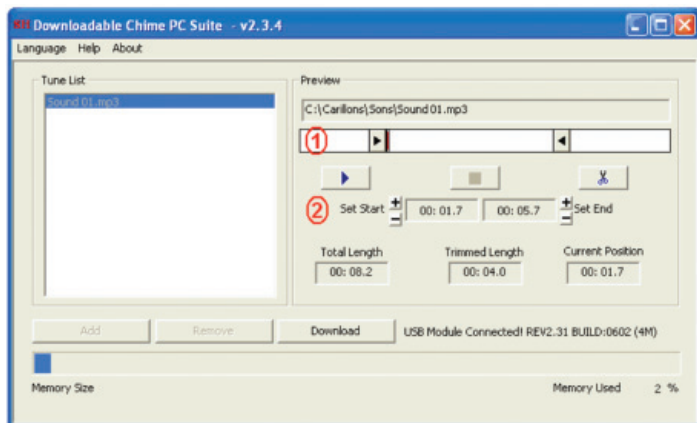 Downloadable Chime PC Suite - v2.3.4
Language Help About
Tune List
Sound 01.mp3
Preview
C:\Carillons\Sons\Sound 01.mp3
1
2 Set Start + - 00: 01.7 00: 05.7 + - Set End
Total Length Trimmed Length Current Position
00: 08.2 00: 04.0 00: 01.7
Add Remove Download USB Module Connected! REV2.31 BUILD:0602 (4M)
Memory Size Memory Used 2 %